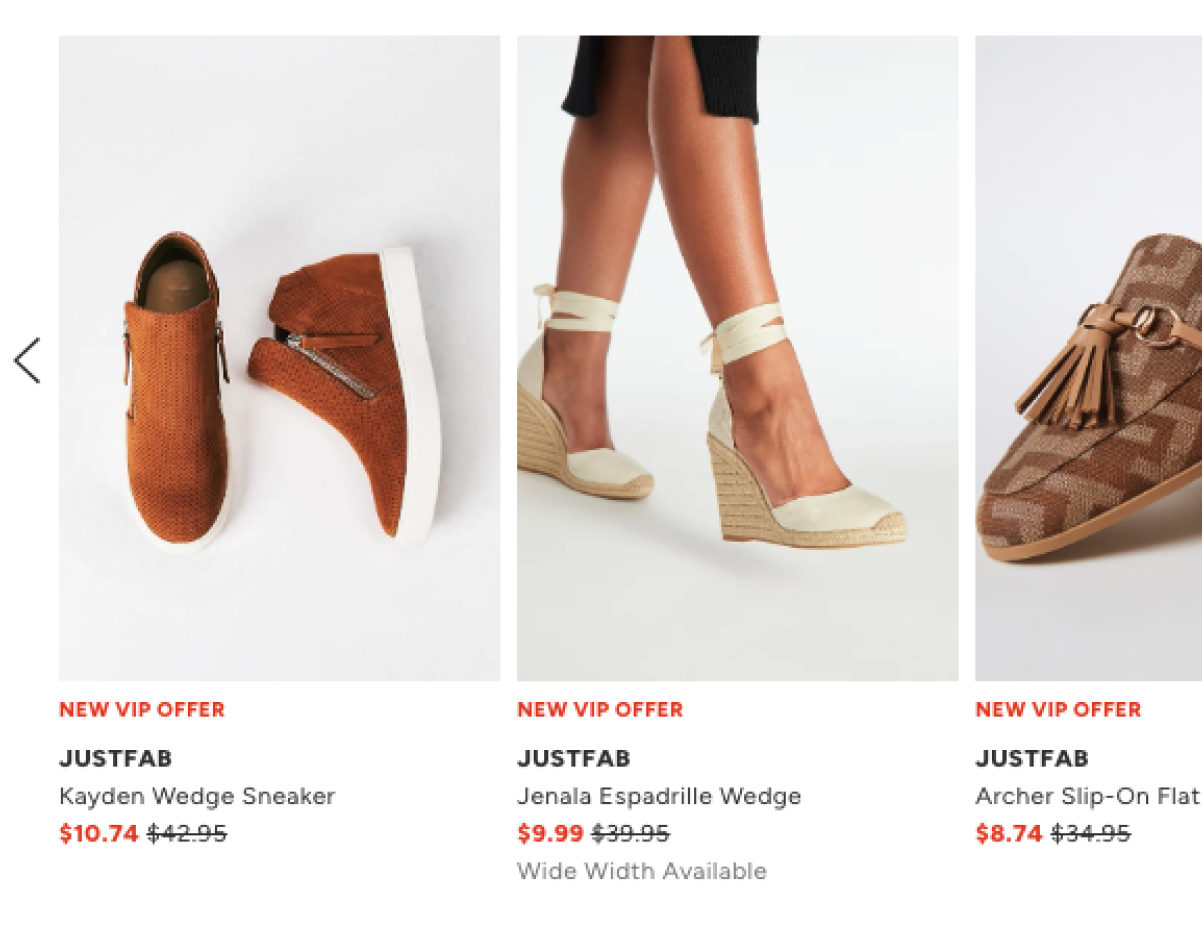 NEW VIP OFFER
JUSTFAB
Kayden Wedge Sneaker
$10.74 $42.95
NEW VIP OFFER
JUSTFAB
Jenala Espadrille Wedge
$9.99 $39.95
Wide Width Available
NEW VIP OFFER
JUSTFAB
Archer Slip-On Flat
$8.74 $34.95